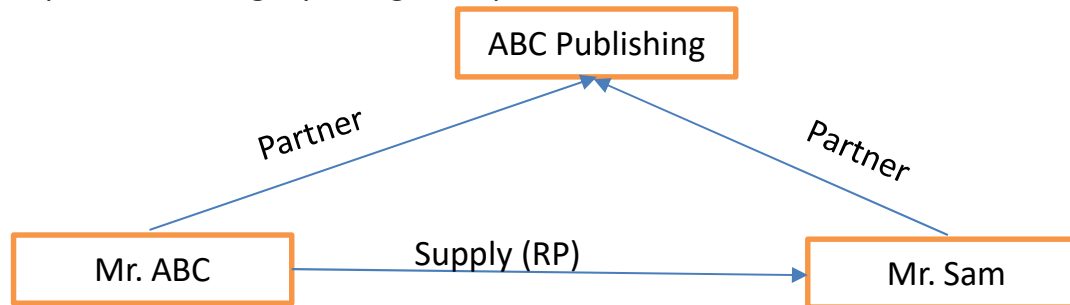 ABC Publishing
Partner
Partner
Mr. ABC
Supply (RP)
Mr. Sam